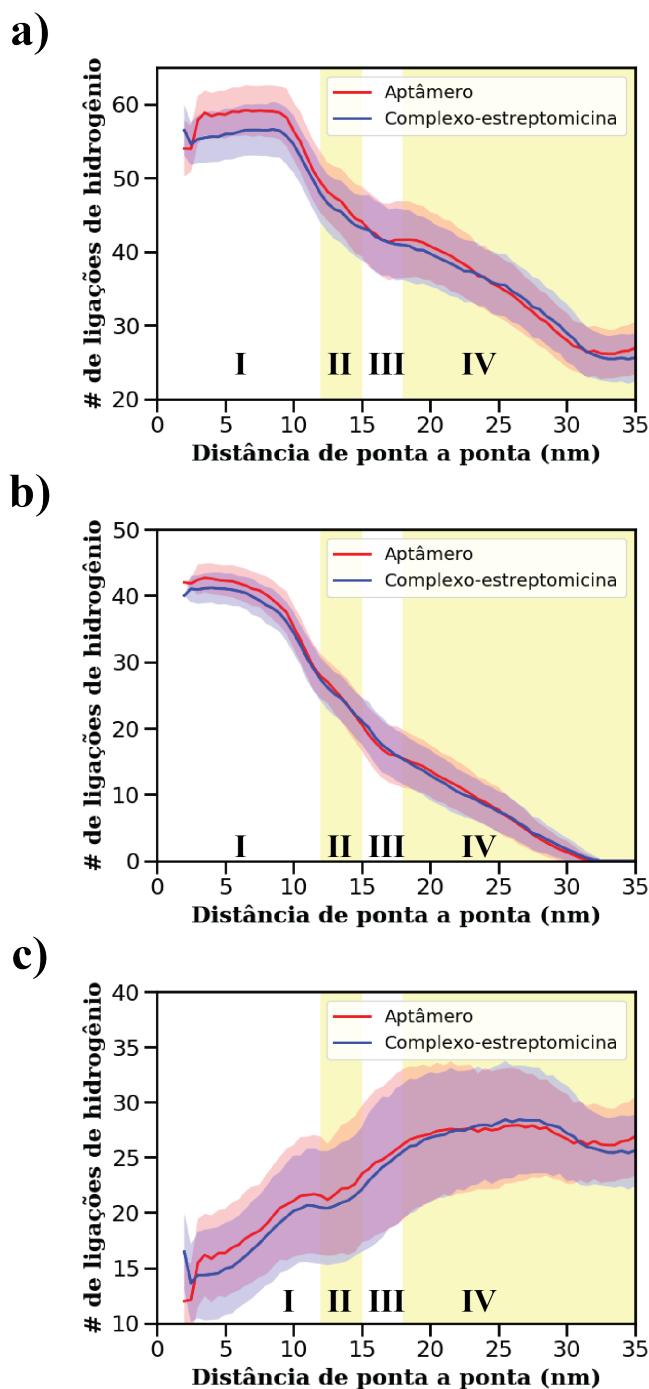 a)
# de ligações de hidrogênio
60
50
40
30
20
Aptâmero
Complexo-estreptomicina
I II III IV
0 5 10 15 20 25 30 35
Distância de ponta a ponta (nm)
b)
# de ligações de hidrogênio
50
40
30
20
10
0
Aptâmero
Complexo-estreptomicina
I II III IV
0 5 10 15 20 25 30 35
Distância de ponta a ponta (nm)
c)
# de ligações de hidrogênio
40
35
30
25
20
15
10
Aptâmero
Complexo-estreptomicina
I II III IV
0 5 10 15 20 25 30 35
Distância de ponta a ponta (nm)